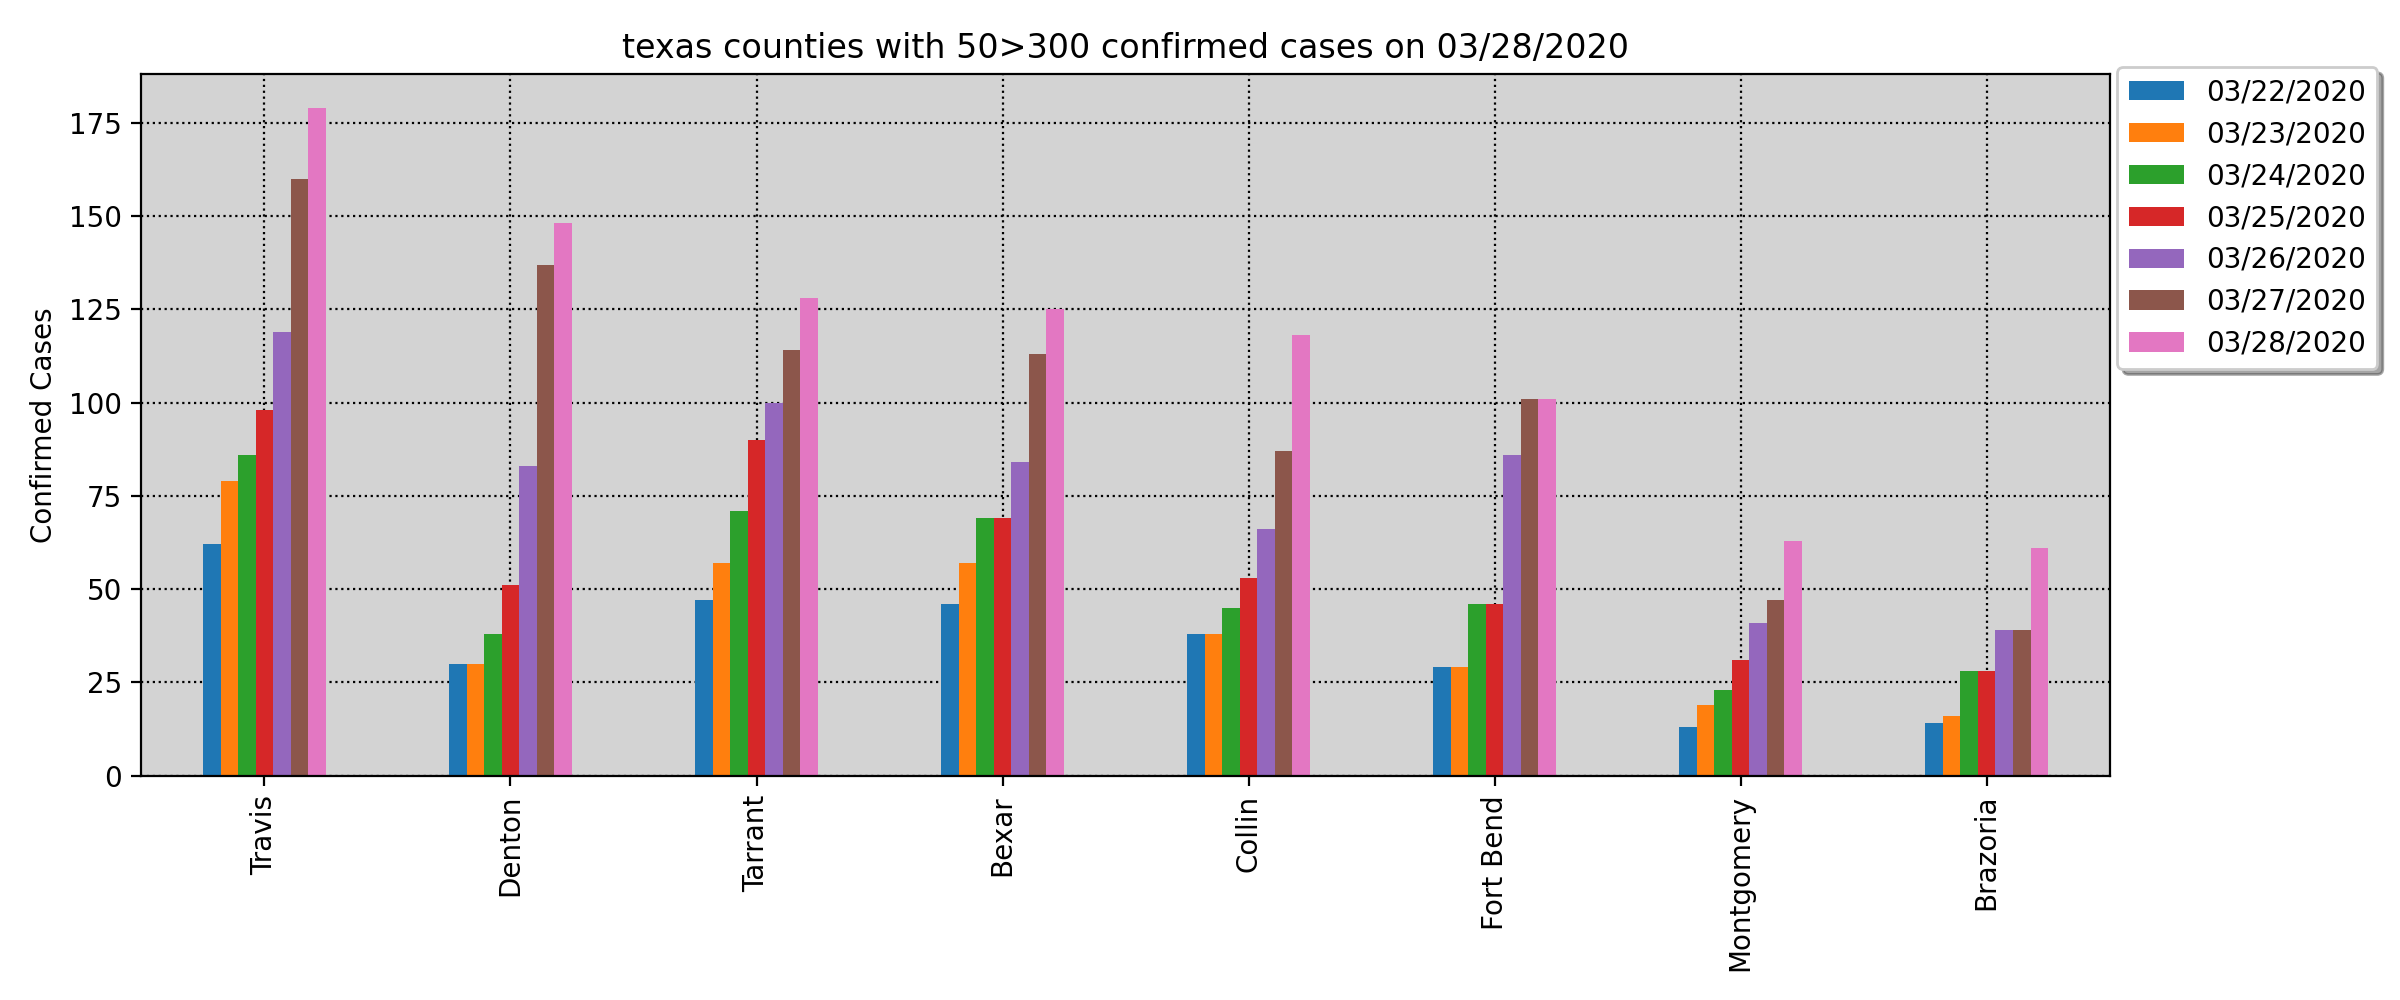 texas counties with 50>300 confirmed cases on 03/28/2020
03/22/2020
03/23/2020
03/24/2020
03/25/2020
03/26/2020
03/27/2020
03/28/2020
Confirmed Cases
175
150
125
100
75
50
25
0
Travis
Denton
Tarrant
Bexar
Collin
Fort Bend
Montgomery
Brazoria